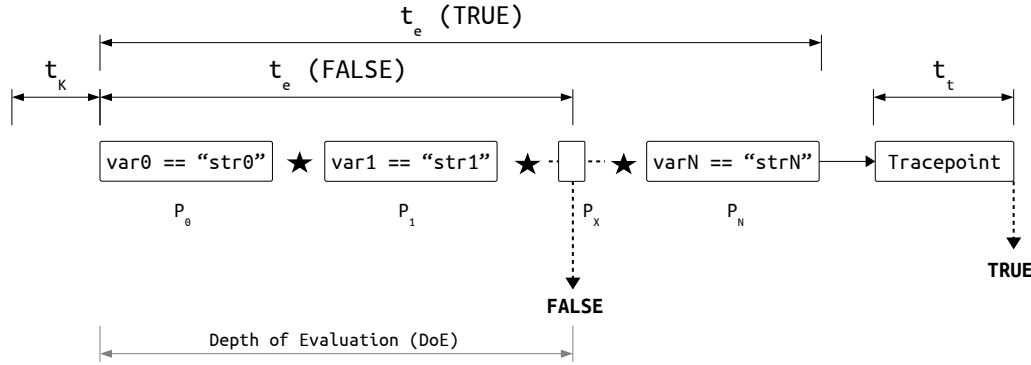 t_e (TRUE)
t_K
t_e (FALSE)
t_t
var0 == “str0” ★ var1 == “str1” ★ ★ varN == “strN” Tracepoint
P_0 P_1 P_X P_N
TRUE
FALSE
Depth of Evaluation (DoE)